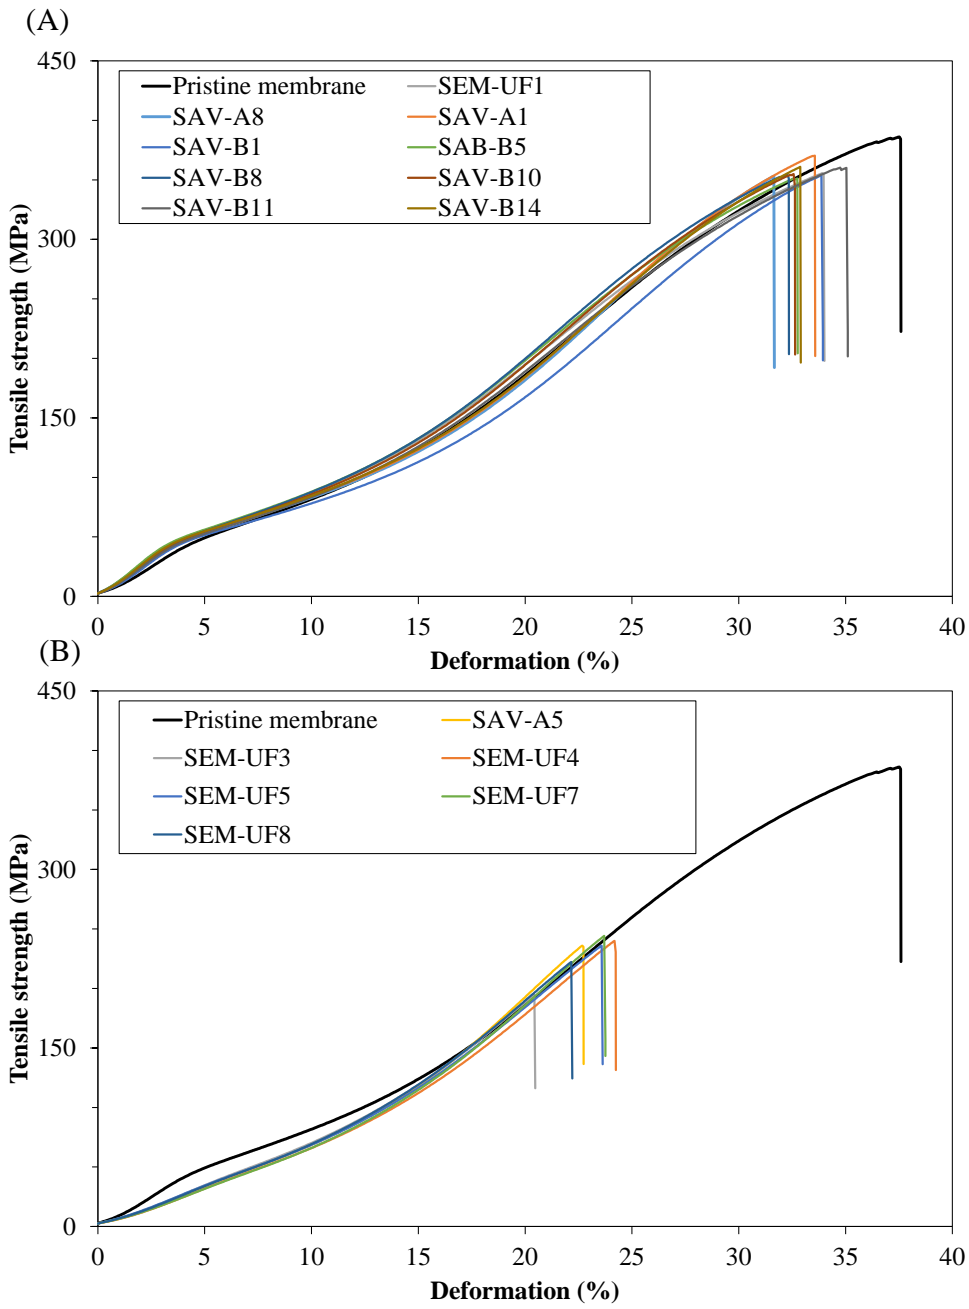 (A)
450
Pristine membrane SEM-UF1
SAV-A8 SAV-A1
SAV-B1 SAB-B5
SAV-B8 SAV-B10
SAV-B11 SAV-B14
300
Tensile strength (MPa)
150
0
0 5 10 15 20 25 30 35 40
Deformation (%)
(B)
450
Pristine membrane SAV-A5
SEM-UF3 SEM-UF4
SEM-UF5 SEM-UF7
SEM-UF8
300
Tensile strength (MPa)
150
0
0 5 10 15 20 25 30 35 40
Deformation (%)